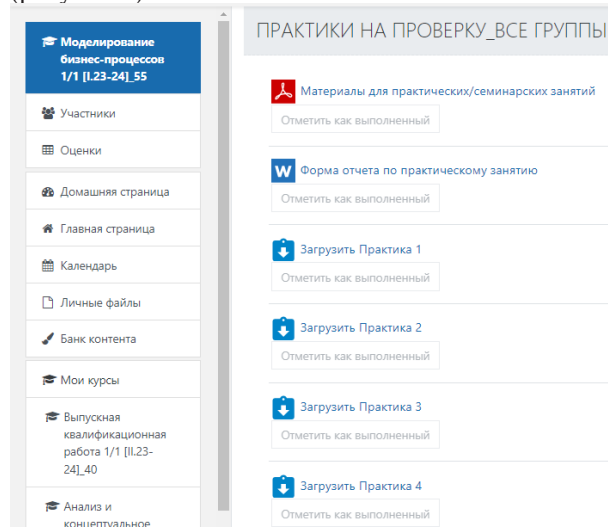 Моделирование
бизнес-процессов
1/1 [I.23-24]_55
Участники
Оценки
Домашняя страница
Главная страница
Календарь
Личные файлы
Банк контента
Мои курсы
Выпускная
квалификационная
работа 1/1 [II.23-
24]_40
Анализ и
концептуальное
ПРАКТИКИ НА ПРОВЕРКУ_ВСЕ ГРУППЫ
Материалы для практических/семинарских занятий
Отметить как выполненный
W Форма отчета по практическому занятию
Отметить как выполненный
Загрузить Практика 1
Отметить как выполненный
Загрузить Практика 2
Отметить как выполненный
Загрузить Практика 3
Отметить как выполненный
Загрузить Практика 4
Отметить как выполненный